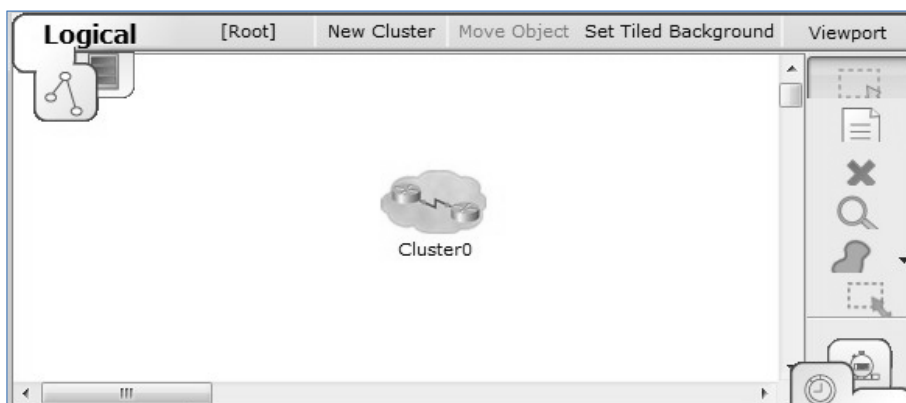 Logical [Root] New Cluster Move Object Set Tiled Background Viewport
Cluster0